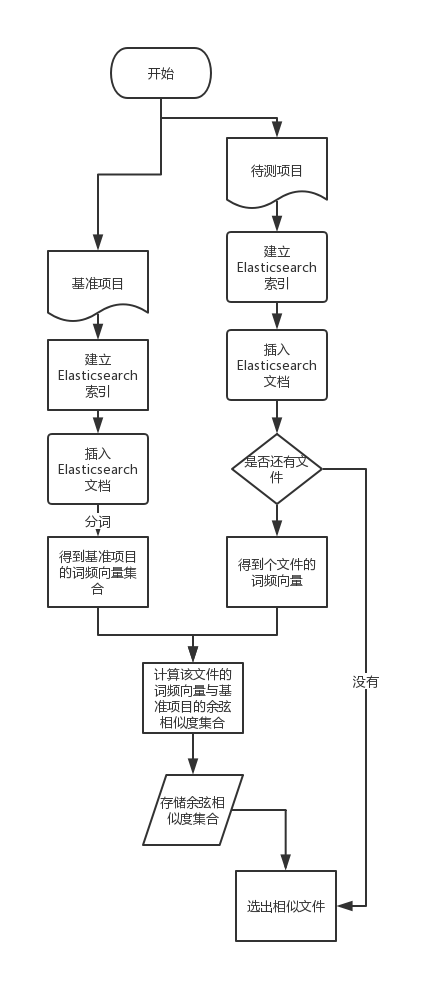 开始
待测项目
建立
Elasticsearch
索引
基准项目
插入
Elasticsearch
文档
建立
Elasticsearch
索引
是否还有文
件
插入
Elasticsearch
文档
分词
得到基准项目
的词频向量集
合
得到个文件的
词频向量
没有
计算该文件的
词频向量与基
准项目的余弦
相似度集合
存储余弦相
似度集合
选出相似文件